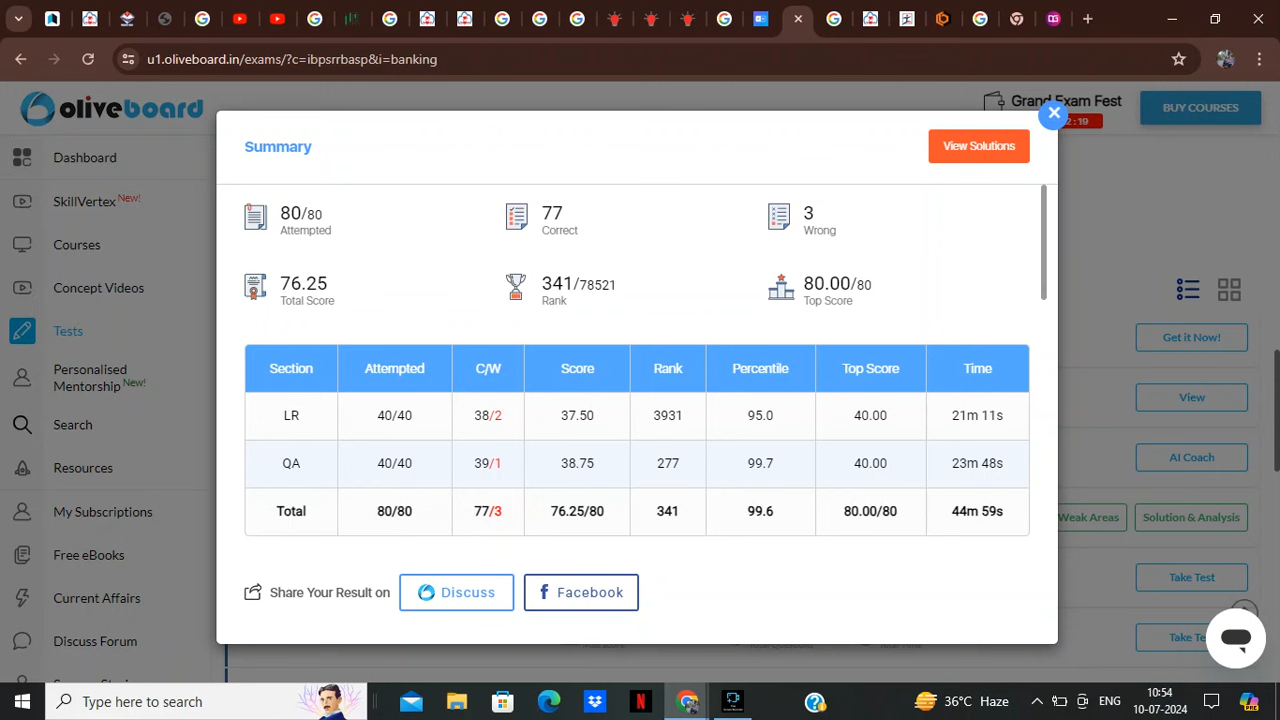 u1.oliveboard.in/exams/?c=ibpsrrbasp&i=banking
oliveboard
Grand Exam Fest
2 : 19
BUY COURSES
Dashboard
SkillVertex New!
Courses
Concept Videos
Tests
Personalised
Mentorship New!
Search
Resources
My Subscriptions
Free eBooks
Current Affairs
Discuss Forum
Summary
View Solutions
80/80
Attempted
77
Correct
3
Wrong
76.25
Total Score
341/78521
Rank
80.00/80
Top Score
Section Attempted C/W Score Rank Percentile Top Score Time
LR 40/40 38/2 37.50 3931 95.0 40.00 21m 11s
QA 40/40 39/1 38.75 277 99.7 40.00 23m 48s
Total 80/80 77/3 76.25/80 341 99.6 80.00/80 44m 59s
Share Your Result on
Discuss
Facebook
Get it Now!
View
AI Coach
Weak Areas
Solution & Analysis
Take Test
Take
Type here to search
36°C Haze
ENG
10:54
10-07-2024